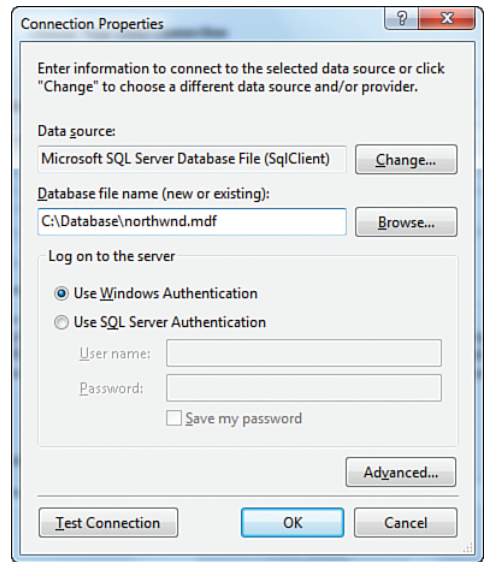 Connection Properties
Enter information to connect to the selected data source or click
"Change" to choose a different data source and/or provider.
Data source:
Microsoft SQL Server Database File (SqlClient)
Change...
Database file name (new or existing):
C:\Database\northwnd.mdf
Browse...
Log on to the server
Use Windows Authentication
Use SQL Server Authentication
User name:
Password:
Save my password
Advanced...
Test Connection
OK
Cancel